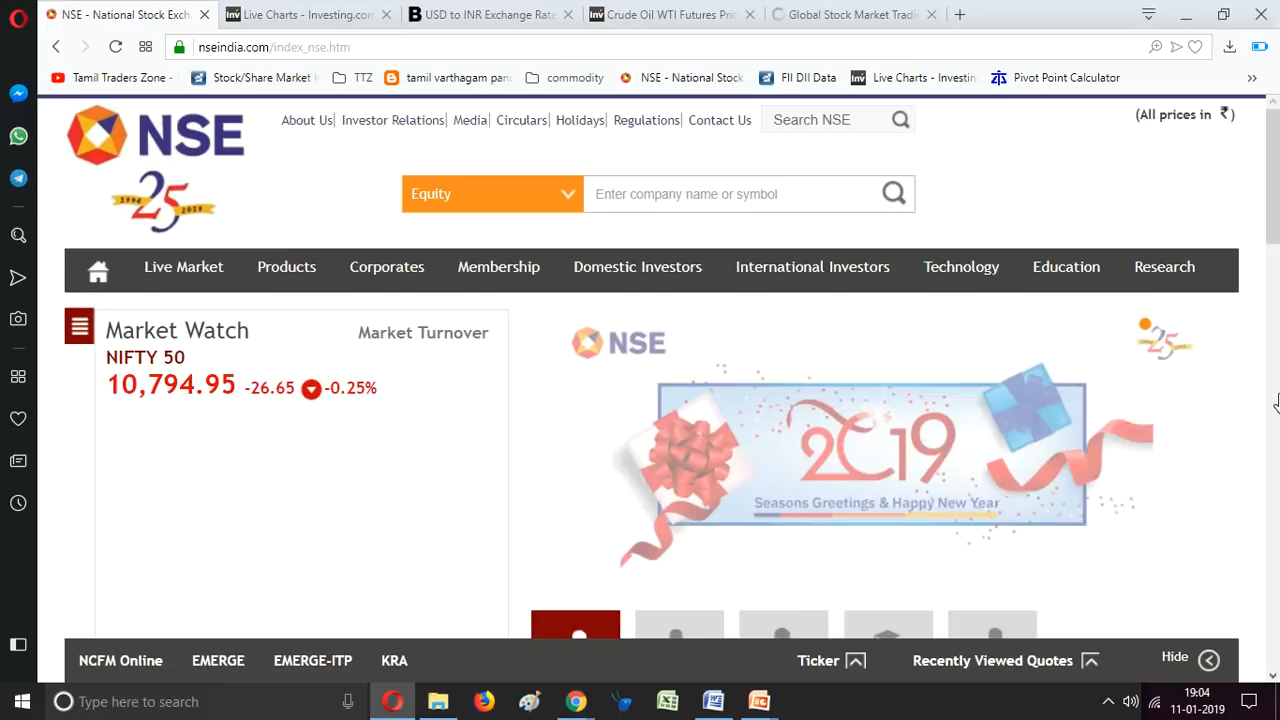 NSE - National Stock Exch
Live Charts - Investing.com
USD to INR Exchange Rate
Crude Oil WTI Futures Pric
Global Stock Market Tradi
nseindia.com/index_nse.htm
Tamil Traders Zone -
Stock/Share Market
TTZ
tamil varthagam pan
commodity
NSE - National Stock
FII DII Data
Live Charts - Investin
Pivot Point Calculator
NSE
1994 25 2019
About Us| Investor Relations| Media| Circulars| Holidays| Regulations| Contact Us
Search NSE
(All prices in ₹)
Equity
Enter company name or symbol
Live Market
Products
Corporates
Membership
Domestic Investors
International Investors
Technology
Education
Research
Market Watch
Market Turnover
NIFTY 50
10,794.95 -26.65 -0.25%
NSE
25
2019
Seasons Greetings & Happy New Year
NCFM Online
EMERGE
EMERGE-ITP
KRA
Ticker
Recently Viewed Quotes
Hide
Type here to search
19:04
11-01-2019